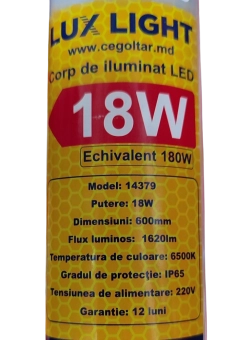 LUX LIGHT
www.cegoltar.md
Corp de iluminat LED
18W
Echivalent 180W
Model: 14379
Putere: 18W
Dimensiuni: 600mm
Flux luminos: 1620lm
Temperatura de culoare: 6500K
Gradul de protecție: IP65
Tensiunea de alimentare: 220V
Garantie: 12 luni